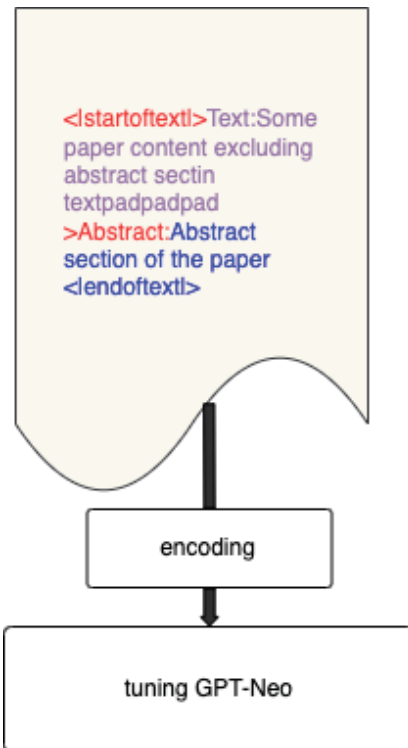 <|startoftext|>Text:Some
paper content excluding
abstract sectin
textpadpadpad
>Abstract:Abstract
section of the paper
<|endoftext|>
encoding
tuning GPT-Neo